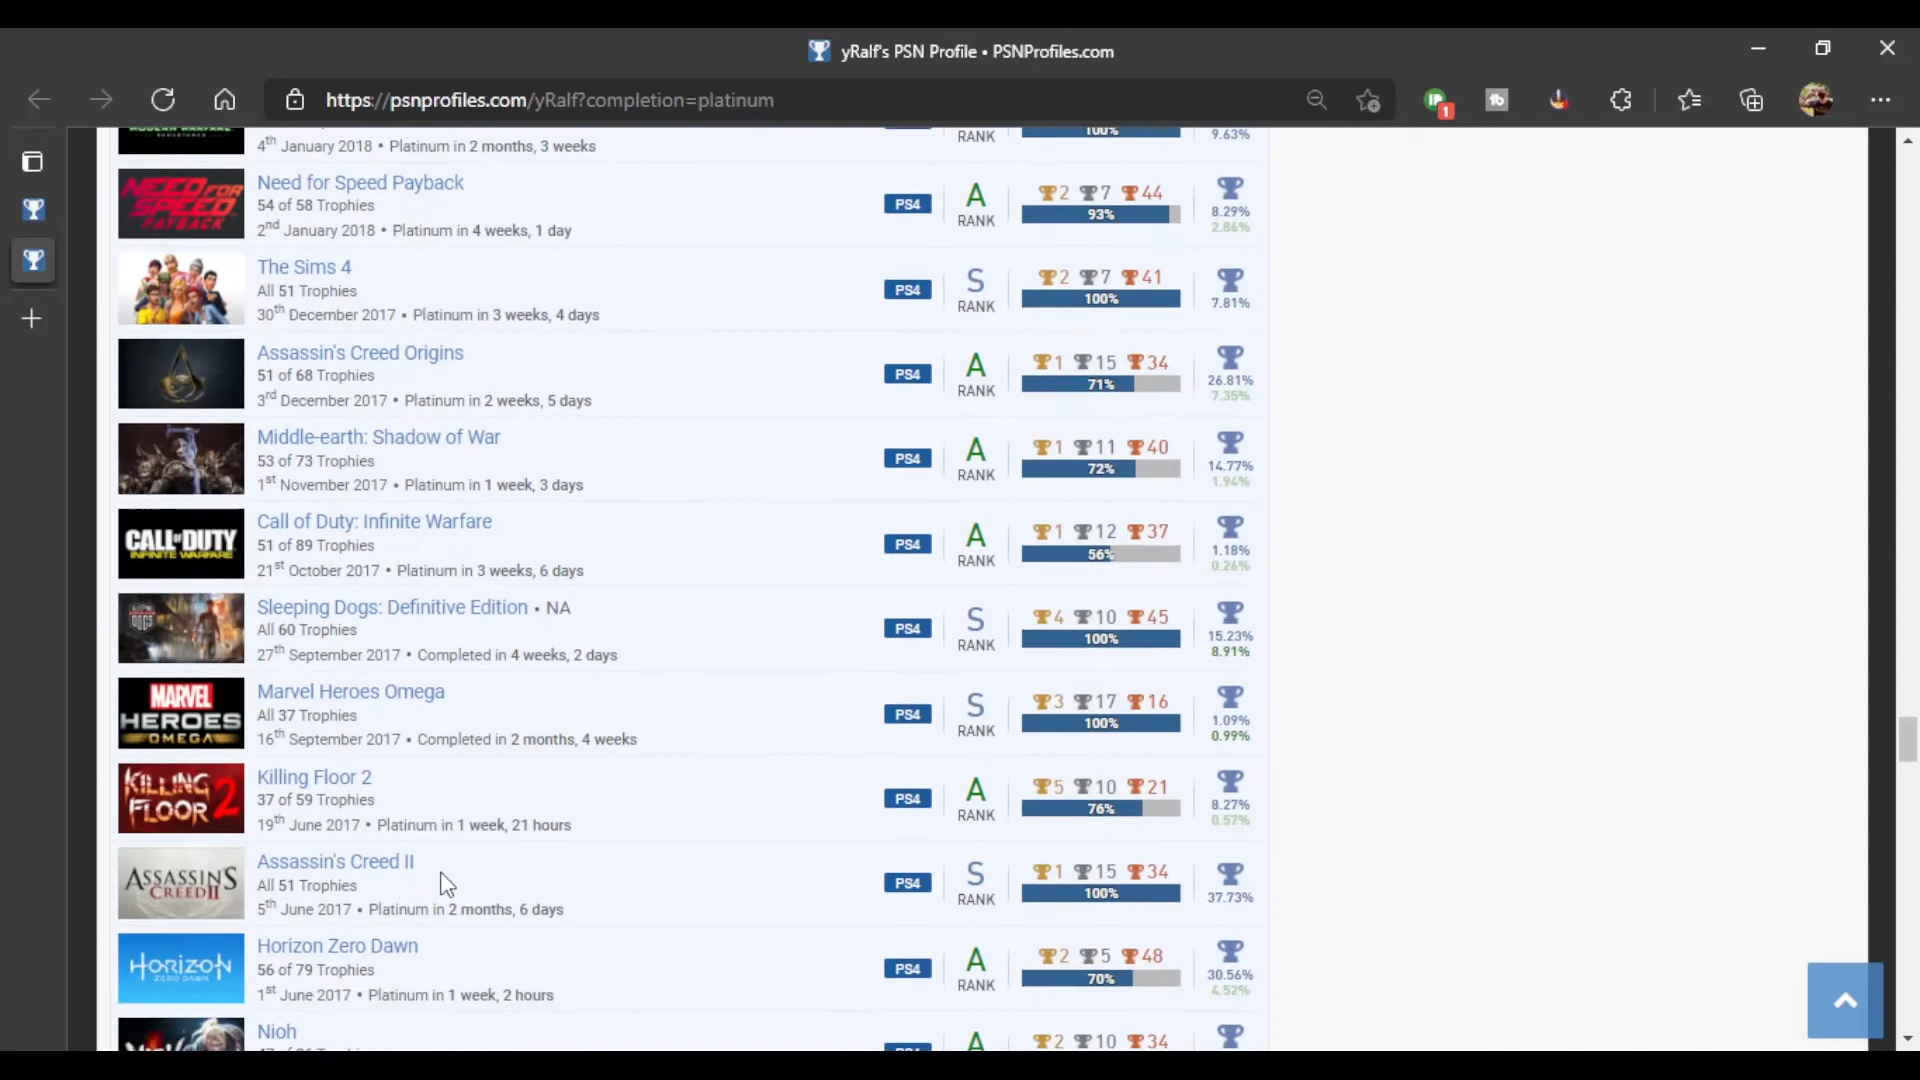 yRalf's PSN Profile • PSNProfiles.com
https://psnprofiles.com/yRalf?completion=platinum
1
tb
RANK
100%
9.63%
4th January 2018 • Platinum in 2 months, 3 weeks
NEED FOR SPEED PAYBACK
Need for Speed Payback
54 of 58 Trophies
2nd January 2018 • Platinum in 4 weeks, 1 day
PS4
A
RANK
2 7 44
93%
8.29%
2.86%
The Sims 4
All 51 Trophies
30th December 2017 • Platinum in 3 weeks, 4 days
PS4
S
RANK
2 7 41
100%
7.81%
Assassin's Creed Origins
51 of 68 Trophies
3rd December 2017 • Platinum in 2 weeks, 5 days
PS4
A
RANK
1 15 34
71%
26.81%
7.35%
Middle-earth: Shadow of War
53 of 73 Trophies
1st November 2017 • Platinum in 1 week, 3 days
PS4
A
RANK
1 11 40
72%
14.77%
1.94%
CALL OF DUTY
INFINITE WARFARE
Call of Duty: Infinite Warfare
51 of 89 Trophies
21st October 2017 • Platinum in 3 weeks, 6 days
PS4
A
RANK
1 12 37
56%
1.18%
0.26%
Sleeping Dogs: Definitive Edition • NA
All 60 Trophies
27th September 2017 • Completed in 4 weeks, 2 days
PS4
S
RANK
4 10 45
100%
15.23%
8.91%
MARVEL
HEROES
OMEGA
Marvel Heroes Omega
All 37 Trophies
16th September 2017 • Completed in 2 months, 4 weeks
PS4
S
RANK
3 17 16
100%
1.09%
0.99%
KILLING
FLOOR 2
Killing Floor 2
37 of 59 Trophies
19th June 2017 • Platinum in 1 week, 21 hours
PS4
A
RANK
5 10 21
76%
8.27%
0.57%
ASSASSIN'S
CREED II
Assassin's Creed II
All 51 Trophies
5th June 2017 • Platinum in 2 months, 6 days
PS4
S
RANK
1 15 34
100%
37.73%
HORIZON
ZERO DAWN
Horizon Zero Dawn
56 of 79 Trophies
1st June 2017 • Platinum in 1 week, 2 hours
PS4
A
RANK
2 5 48
70%
30.56%
4.52%
Nioh
A
2 10 34